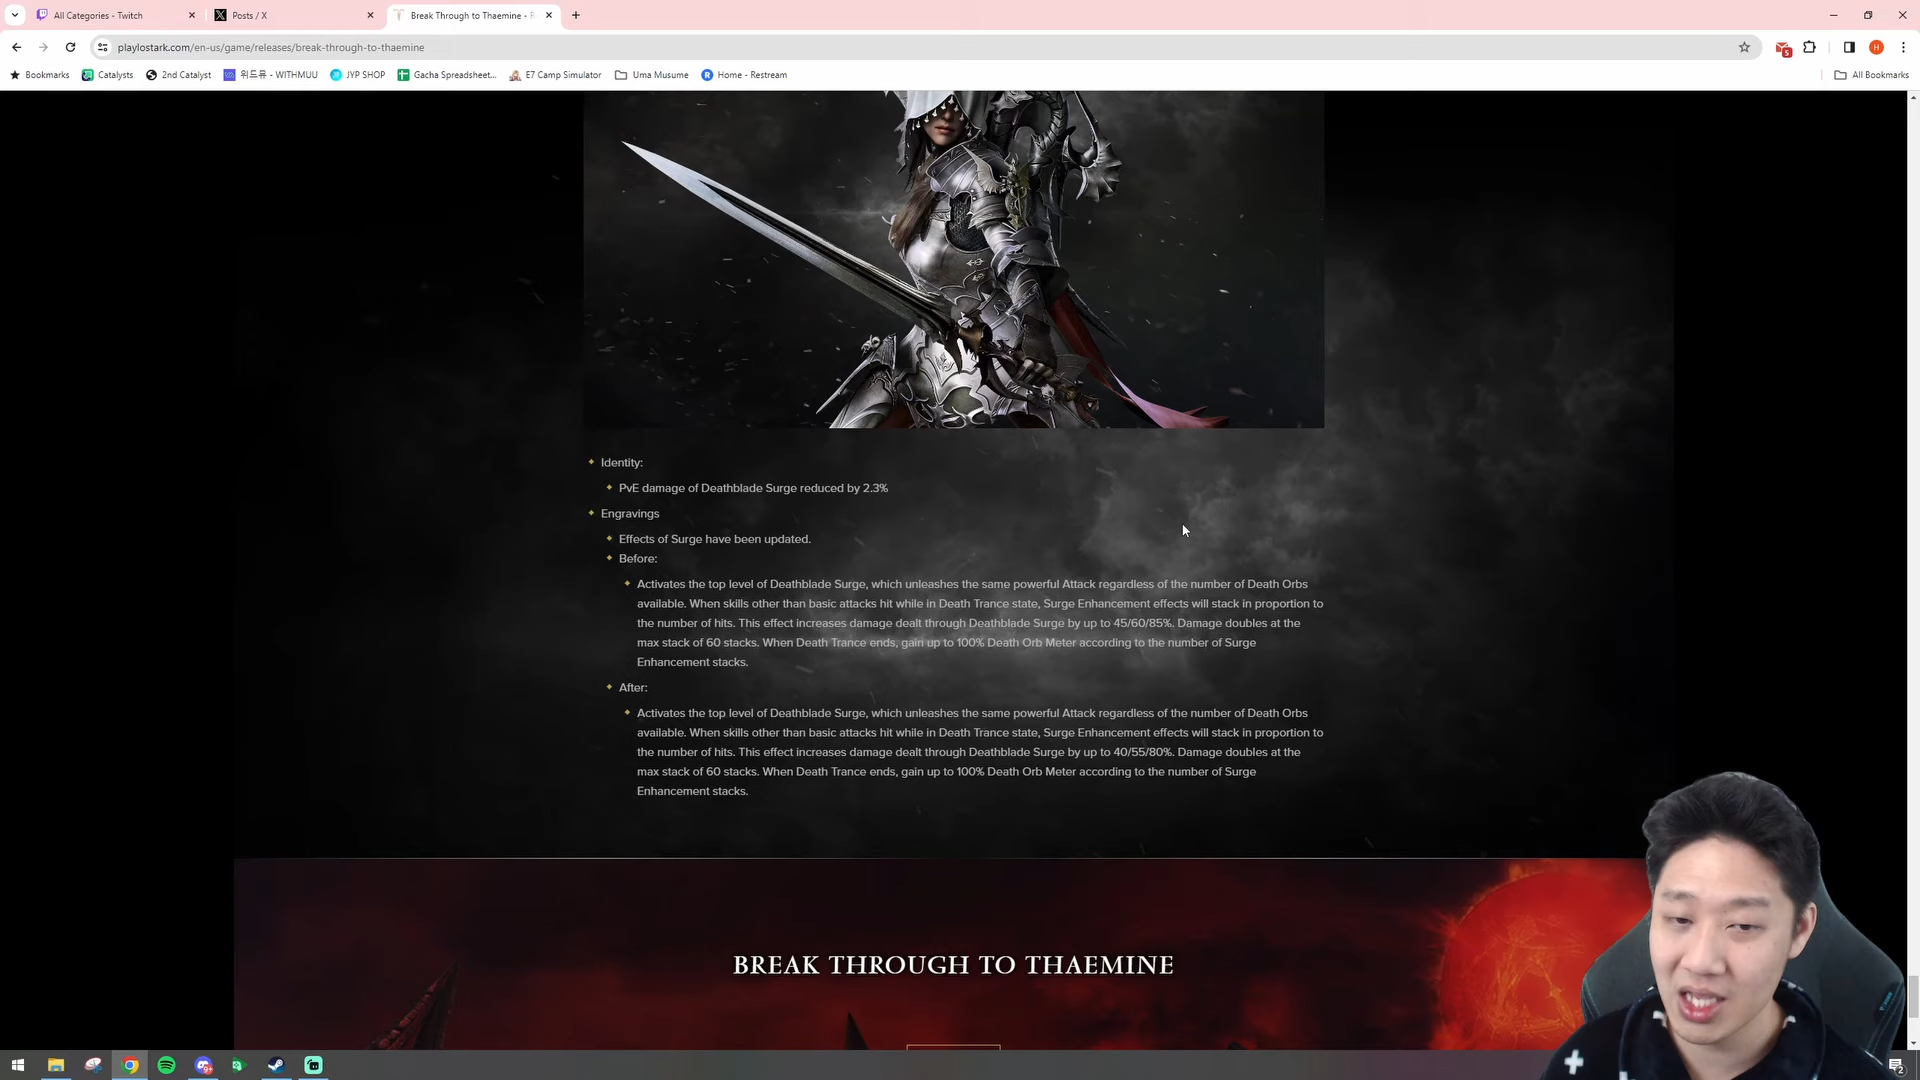 All Categories - Twitch
Posts / X
Break Through to Thaemine - R
playlostark.com/en-us/game/releases/break-through-to-thaemine
5
H
Bookmarks
Catalysts
2nd Catalyst
위드뮤 - WITHMUU
JYP SHOP
Gacha Spreadsheet...
E7 Camp Simulator
Uma Musume
Home - Restream
All Bookmarks
Identity:
PvE damage of Deathblade Surge reduced by 2.3%
Engravings
Effects of Surge have been updated.
Before:
Activates the top level of Deathblade Surge, which unleashes the same powerful Attack regardless of the number of Death Orbs
available. When skills other than basic attacks hit while in Death Trance state, Surge Enhancement effects will stack in proportion to
the number of hits. This effect increases damage dealt through Deathblade Surge by up to 45/60/85%. Damage doubles at the
max stack of 60 stacks. When Death Trance ends, gain up to 100% Death Orb Meter according to the number of Surge
Enhancement stacks.
After:
Activates the top level of Deathblade Surge, which unleashes the same powerful Attack regardless of the number of Death Orbs
available. When skills other than basic attacks hit while in Death Trance state, Surge Enhancement effects will stack in proportion to
the number of hits. This effect increases damage dealt through Deathblade Surge by up to 40/55/80%. Damage doubles at the
max stack of 60 stacks. When Death Trance ends, gain up to 100% Death Orb Meter according to the number of Surge
Enhancement stacks.
BREAK THROUGH TO THAEMINE
2